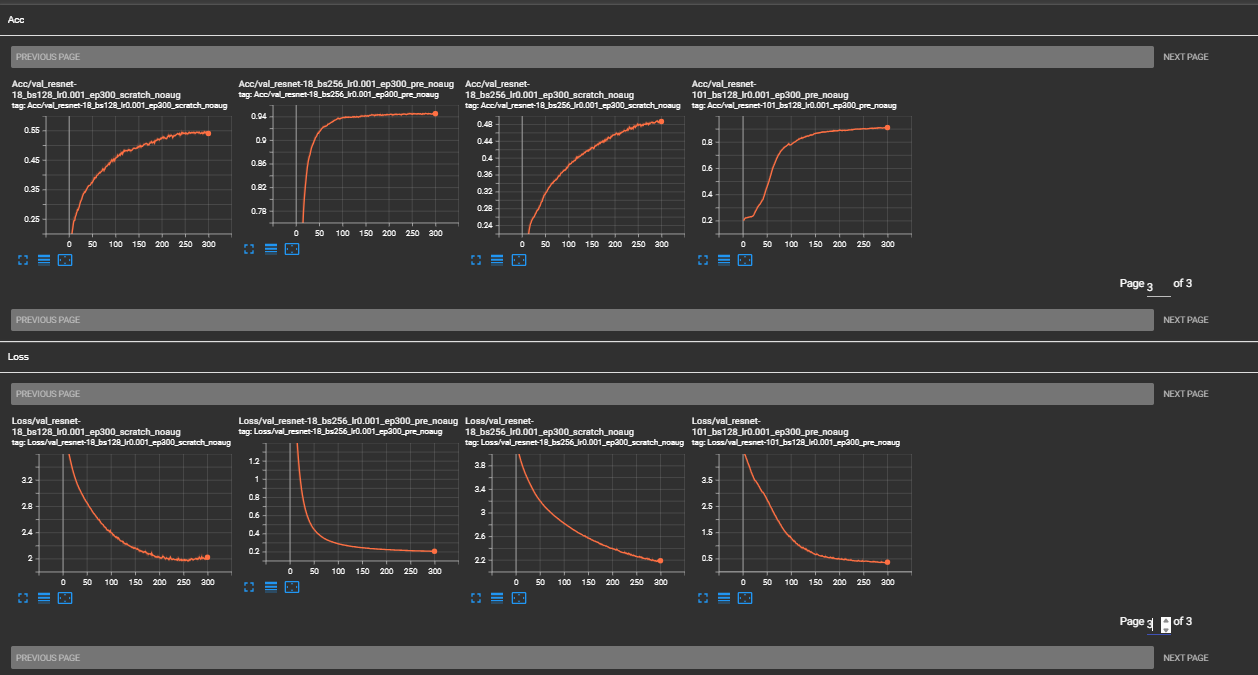 Acc
PREVIOUS PAGE NEXT PAGE
Acc/val_resnet-
18_bs128_lr0.001_ep300_scratch_noaug
tag: Acc/val_resnet-18_bs128_lr0.001_ep300_scratch_noaug
0.55
0.45
0.35
0.25
0 50 100 150 200 250 300
Acc/val_resnet-18_bs256_lr0.001_ep300_pre_noaug
tag: Acc/val_resnet-18_bs256_lr0.001_ep300_pre_noaug
0.94
0.9
0.86
0.82
0.78
0 50 100 150 200 250 300
Acc/val_resnet-
18_bs256_lr0.001_ep300_scratch_noaug
tag: Acc/val_resnet-18_bs256_lr0.001_ep300_scratch_noaug
0.48
0.44
0.4
0.36
0.32
0.28
0.24
0 50 100 150 200 250 300
Acc/val_resnet-
101_bs128_lr0.001_ep300_pre_noaug
tag: Acc/val_resnet-101_bs128_lr0.001_ep300_pre_noaug
0.8
0.6
0.4
0.2
0 50 100 150 200 250 300
Page 3 of 3
PREVIOUS PAGE NEXT PAGE
Loss
PREVIOUS PAGE NEXT PAGE
Loss/val_resnet-
18_bs128_lr0.001_ep300_scratch_noaug
tag: Loss/val_resnet-18_bs128_lr0.001_ep300_scratch_noaug
3.2
2.8
2.4
2
0 50 100 150 200 250 300
Loss/val_resnet-18_bs256_lr0.001_ep300_pre_noaug
tag: Loss/val_resnet-18_bs256_lr0.001_ep300_pre_noaug
1.2
1
0.8
0.6
0.4
0.2
0 50 100 150 200 250 300
Loss/val_resnet-
18_bs256_lr0.001_ep300_scratch_noaug
tag: Loss/val_resnet-18_bs256_lr0.001_ep300_scratch_noaug
3.8
3.4
3
2.6
2.2
0 50 100 150 200 250 300
Loss/val_resnet-
101_bs128_lr0.001_ep300_pre_noaug
tag: Loss/val_resnet-101_bs128_lr0.001_ep300_pre_noaug
3.5
2.5
1.5
0.5
0 50 100 150 200 250 300
Page 3 of 3
PREVIOUS PAGE NEXT PAGE